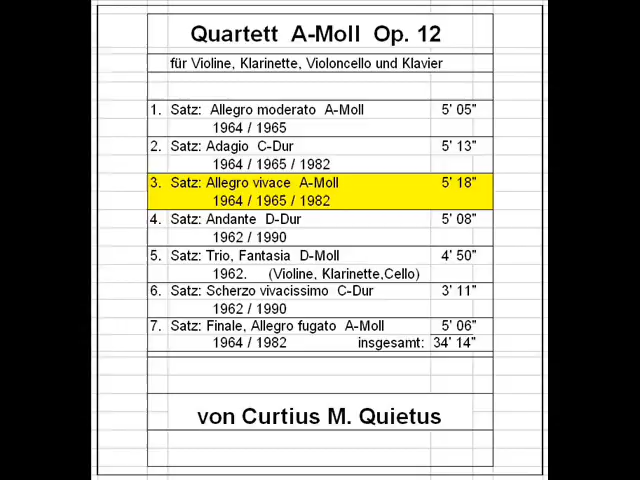 Quartett A-Moll Op. 12
für Violine, Klarinette, Violoncello und Klavier
1. Satz: Allegro moderato A-Moll 5' 05"
1964 / 1965
2. Satz: Adagio C-Dur 5' 13"
1964 / 1965 / 1982
3. Satz: Allegro vivace A-Moll 5' 18"
1964 / 1965 / 1982
4. Satz: Andante D-Dur 5' 08"
1962 / 1990
5. Satz: Trio, Fantasia D-Moll 4' 50"
1962. (Violine, Klarinette,Cello)
6. Satz: Scherzo vivacissimo C-Dur 3' 11"
1962 / 1990
7. Satz: Finale, Allegro fugato A-Moll 5' 06"
1964 / 1982 insgesamt: 34' 14"
von Curtius M. Quietus